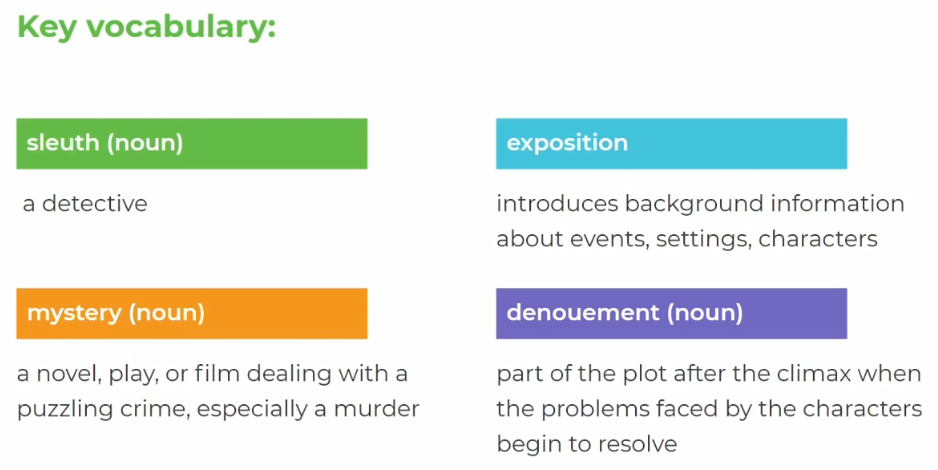 Key vocabulary:
sleuth (noun)
a detective
exposition
introduces background information
about events, settings, characters
mystery (noun)
a novel, play, or film dealing with a
puzzling crime, especially a murder
denouement (noun)
part of the plot after the climax when
the problems faced by the characters
begin to resolve